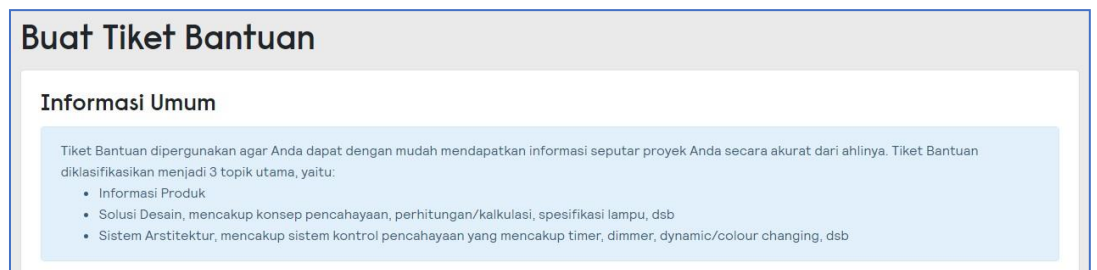 Buat Tiket Bantuan
Informasi Umum
Tiket Bantuan dipergunakan agar Anda dapat dengan mudah mendapatkan informasi seputar proyek Anda secara akurat dari ahlinya. Tiket Bantuan
diklasifikasikan menjadi 3 topik utama, yaitu:
• Informasi Produk
• Solusi Desain, mencakup konsep pencahayaan, perhitungan/kalkulasi, spesifikasi lampu, dsb
• Sistem Arstitektur, mencakup sistem kontrol pencahayaan yang mencakup timer, dimmer, dynamic/colour changing, dsb